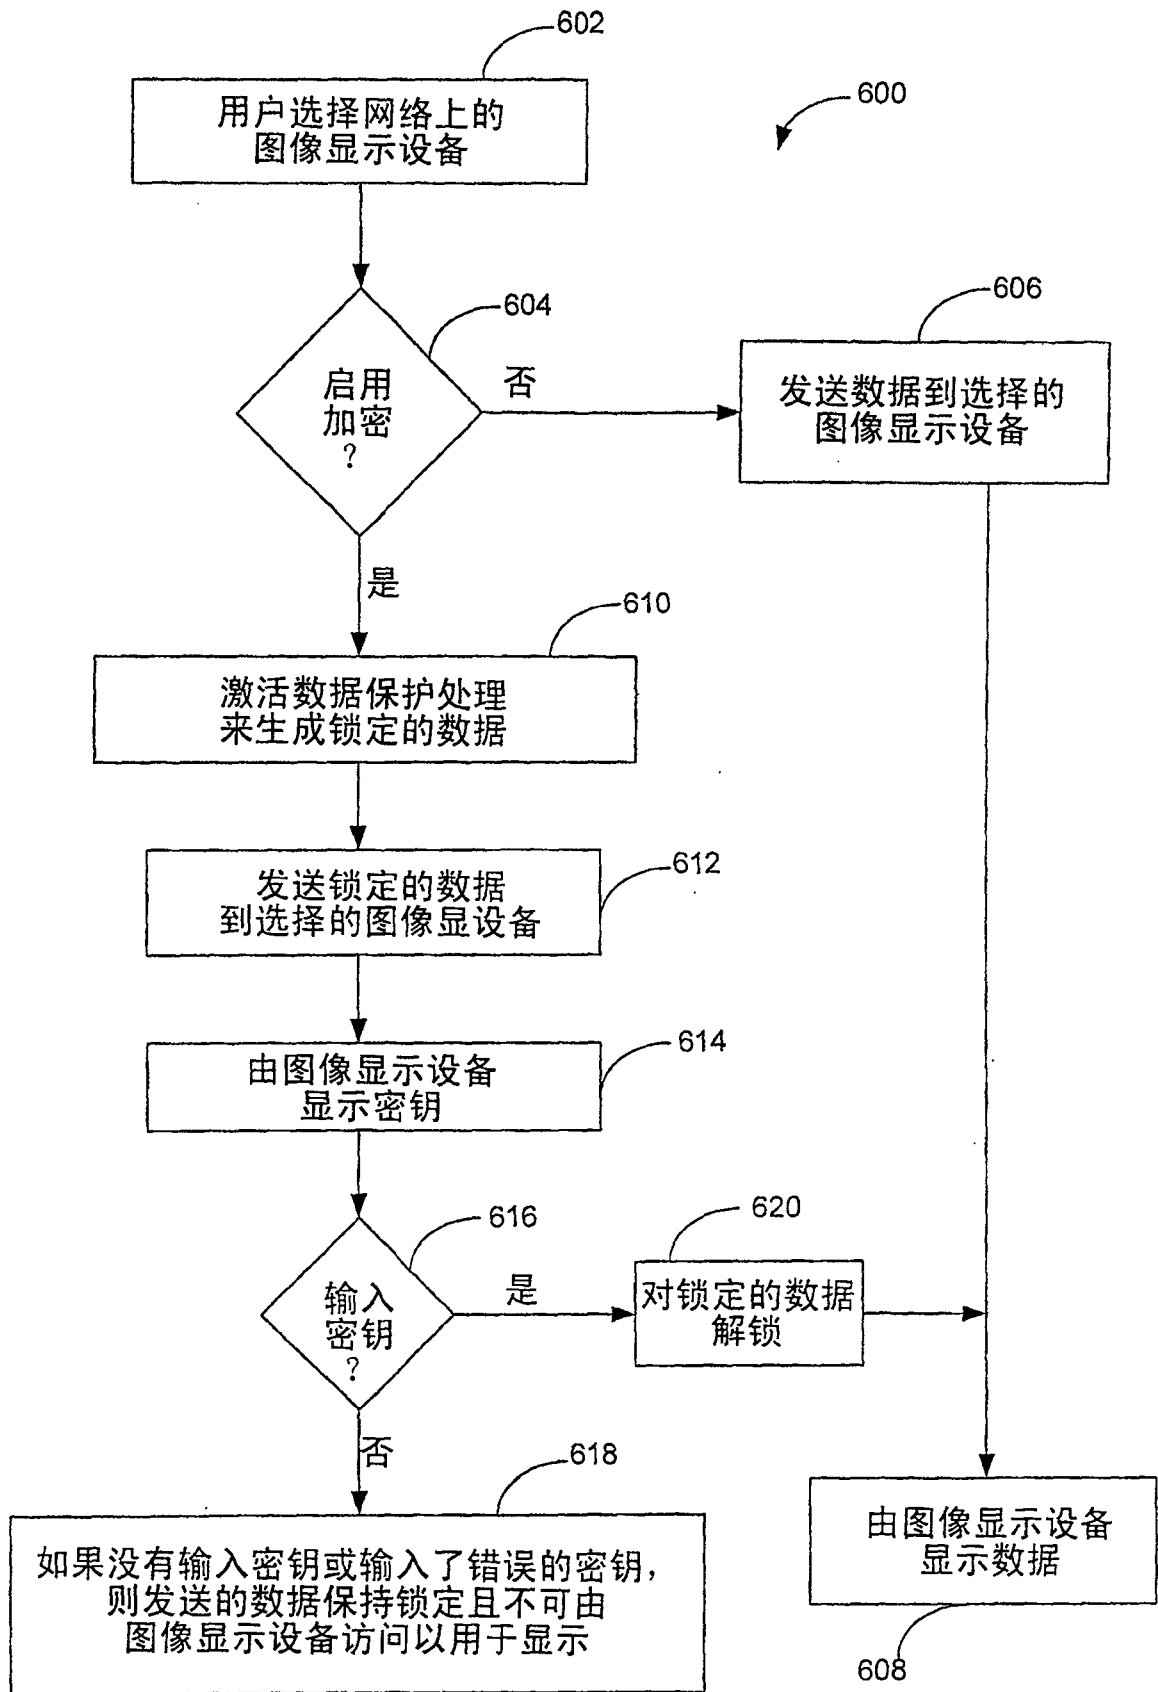 602
用户选择网络上的
图像显示设备
600
604
启用
加密
？
否
606
发送数据到选择的
图像显示设备
是
610
激活数据保护处理
来生成锁定的数据
612
发送锁定的数据
到选择的图像显设备
614
由图像显示设备
显示密钥
616
输入
密钥
？
是
620
对锁定的数据
解锁
否
618
如果没有输入密钥或输入了错误的密钥，
则发送的数据保持锁定且不可由
图像显示设备访问以用于显示
由图像显示设备
显示数据
608